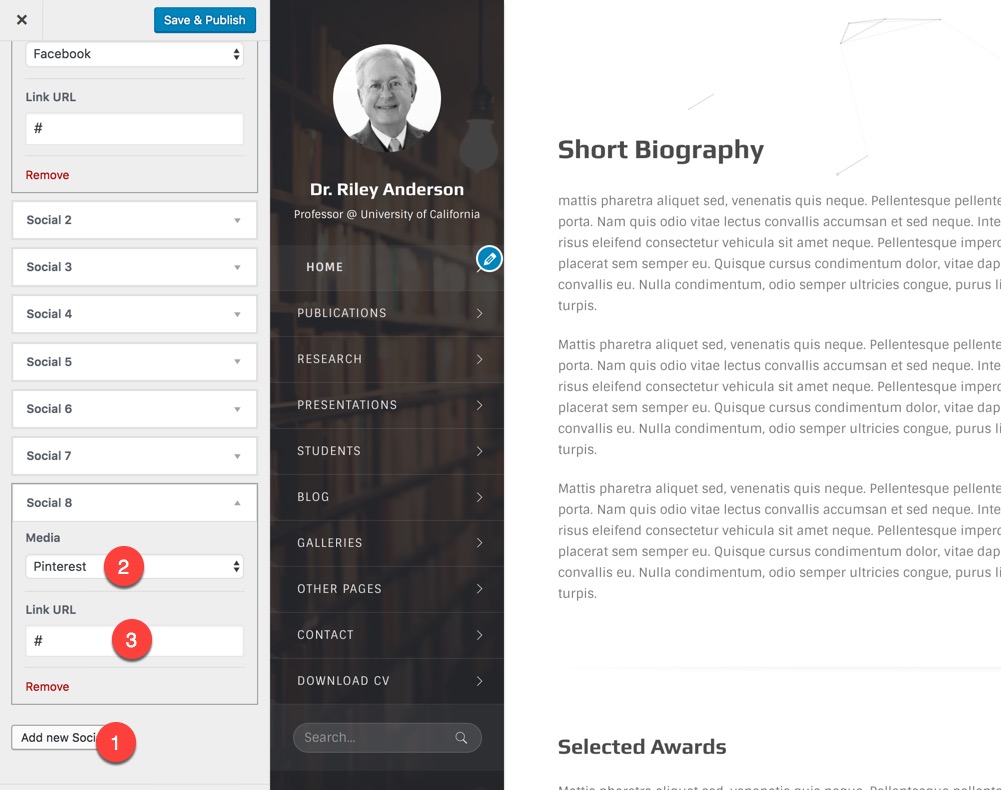 Save & Publish
Facebook
Link URL
#
Remove
Social 2
Social 3
Social 4
Social 5
Social 6
Social 7
Social 8
Media
Pinterest
2
Link URL
#
3
Remove
Add new Soci
1
Dr. Riley Anderson
Professor @ University of California
HOME
PUBLICATIONS
RESEARCH
PRESENTATIONS
STUDENTS
BLOG
GALLERIES
OTHER PAGES
CONTACT
DOWNLOAD CV
Search...
Short Biography
mattis pharetra aliquet sed, venenatis quis neque. Pellentesque pellente
porta. Nam quis odio vitae lectus convallis accumsan et sed neque. Inte
risus eleifend consectetur vehicula sit amet neque. Pellentesque imperd
placerat sem semper eu. Quisque cursus condimentum dolor, vitae dap
convallis eu. Nulla condimentum, odio semper ultricies congue, purus li
turpis.
Mattis pharetra aliquet sed, venenatis quis neque. Pellentesque pellente
porta. Nam quis odio vitae lectus convallis accumsan et sed neque. Inte
risus eleifend consectetur vehicula sit amet neque. Pellentesque imperd
placerat sem semper eu. Quisque cursus condimentum dolor, vitae dap
convallis eu. Nulla condimentum, odio semper ultricies congue, purus li
turpis.
Mattis pharetra aliquet sed, venenatis quis neque. Pellentesque pellente
porta. Nam quis odio vitae lectus convallis accumsan et sed neque. Inte
risus eleifend consectetur vehicula sit amet neque. Pellentesque imperd
placerat sem semper eu. Quisque cursus condimentum dolor, vitae dap
convallis eu. Nulla condimentum, odio semper ultricies congue, purus li
turpis.
Selected Awards